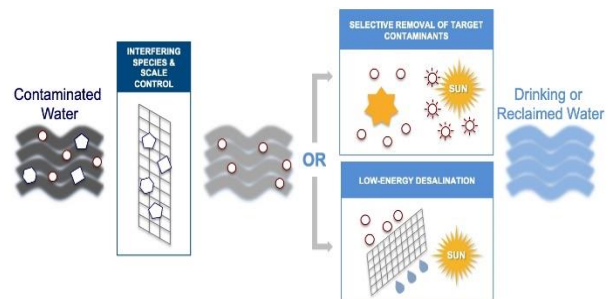 Contaminated
Water
INTERFERING
SPECIES &
SCALE
CONTROL
OR
SELECTIVE REMOVAL OF TARGET
CONTAMINANTS
SUN
LOW-ENERGY DESALINATION
SUN
Drinking or
Reclaimed Water